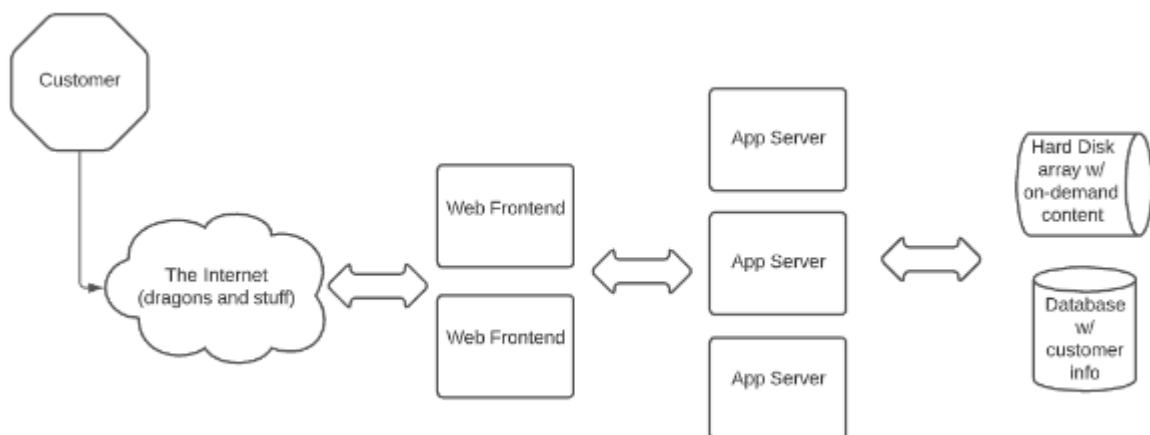 Customer
The Internet
(dragons and stuff)
Web Frontend
Web Frontend
App Server
App Server
App Server
Hard Disk
array w/
on-demand
content
Database
w/
customer
info